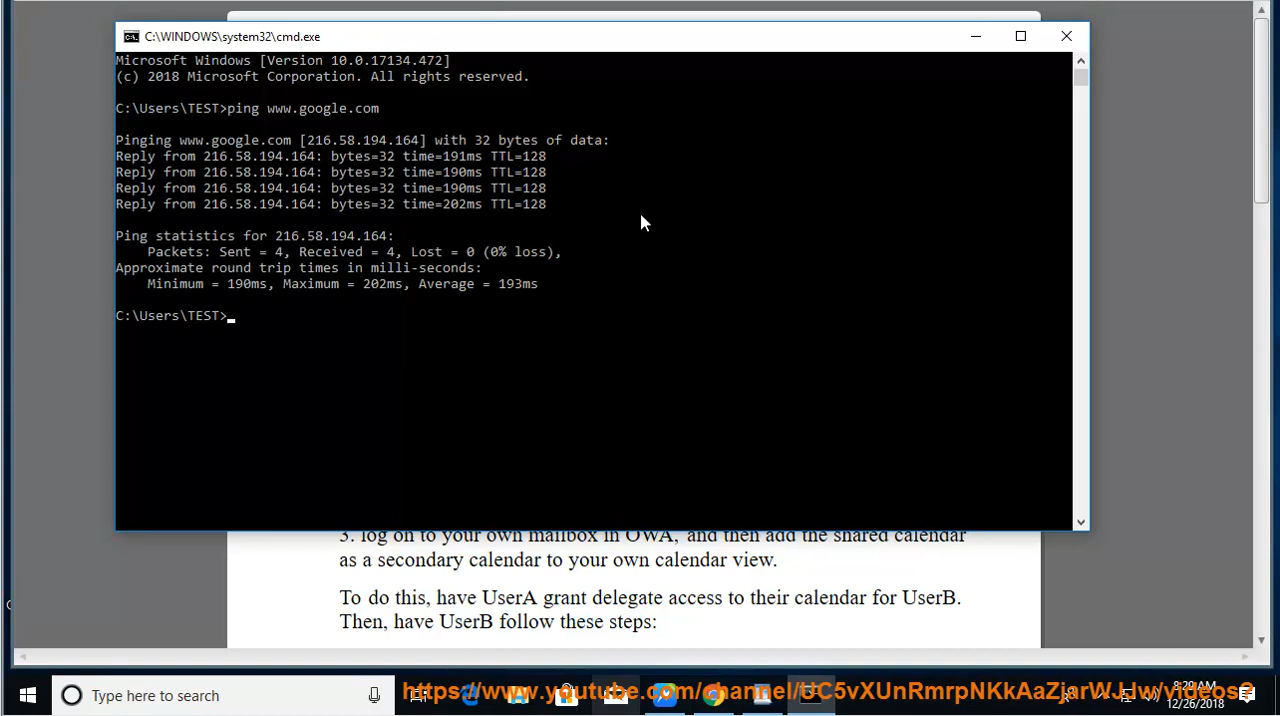 C:\WINDOWS\system32\cmd.exe
Microsoft Windows [Version 10.0.17134.472]
(c) 2018 Microsoft Corporation. All rights reserved.
C:\Users\TEST>ping www.google.com
Pinging www.google.com [216.58.194.164] with 32 bytes of data:
Reply from 216.58.194.164: bytes=32 time=191ms TTL=128
Reply from 216.58.194.164: bytes=32 time=190ms TTL=128
Reply from 216.58.194.164: bytes=32 time=190ms TTL=128
Reply from 216.58.194.164: bytes=32 time=202ms TTL=128
Ping statistics for 216.58.194.164:
Packets: Sent = 4, Received = 4, Lost = 0 (0% loss),
Approximate round trip times in milli-seconds:
Minimum = 190ms, Maximum = 202ms, Average = 193ms
C:\Users\TEST>
3. log on to your own mailbox in OWA, and then add the shared calendar
as a secondary calendar to your own calendar view.
To do this, have UserA grant delegate access to their calendar for UserB.
Then, have UserB follow these steps:
Type here to search
https://www.youtube.com/channel/UC5vXUnRmrpNKkAaZjarWJHw/videos?
8:29 AM
12/26/2018